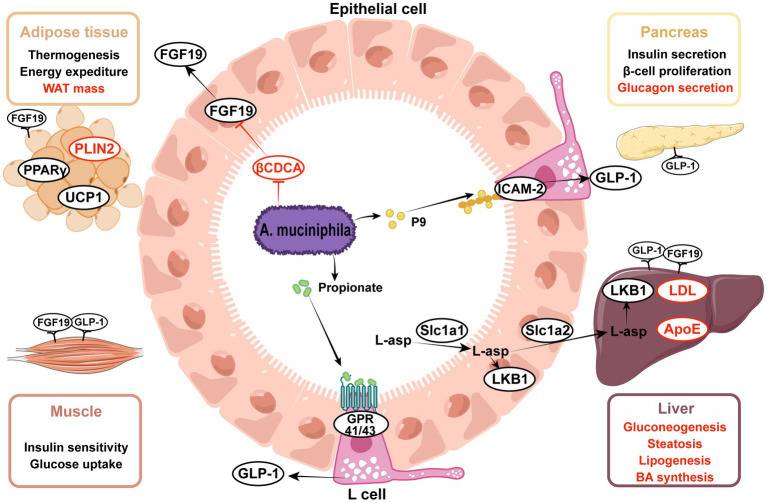 Epithelial cell
Adipose tissue
Thermogenesis
Energy expediture
WAT mass
FGF19
PLIN2
PPARγ
UCP1
FGF19
FGF19
βCDCA
A. muciniphila
P9
ICAM-2
GLP-1
Propionate
Pancreas
Insulin secretion
β-cell proliferation
Glucagon secretion
GLP-1
FGF19
GLP-1
Muscle
Insulin sensitivity
Glucose uptake
GPR
41/43
GLP-1
L cell
L-asp
Slc1a1
L-asp
LKB1
Slc1a2
GLP-1
FGF19
LKB1
LDL
L-asp
ApoE
Liver
Gluconeogenesis
Steatosis
Lipogenesis
BA synthesis